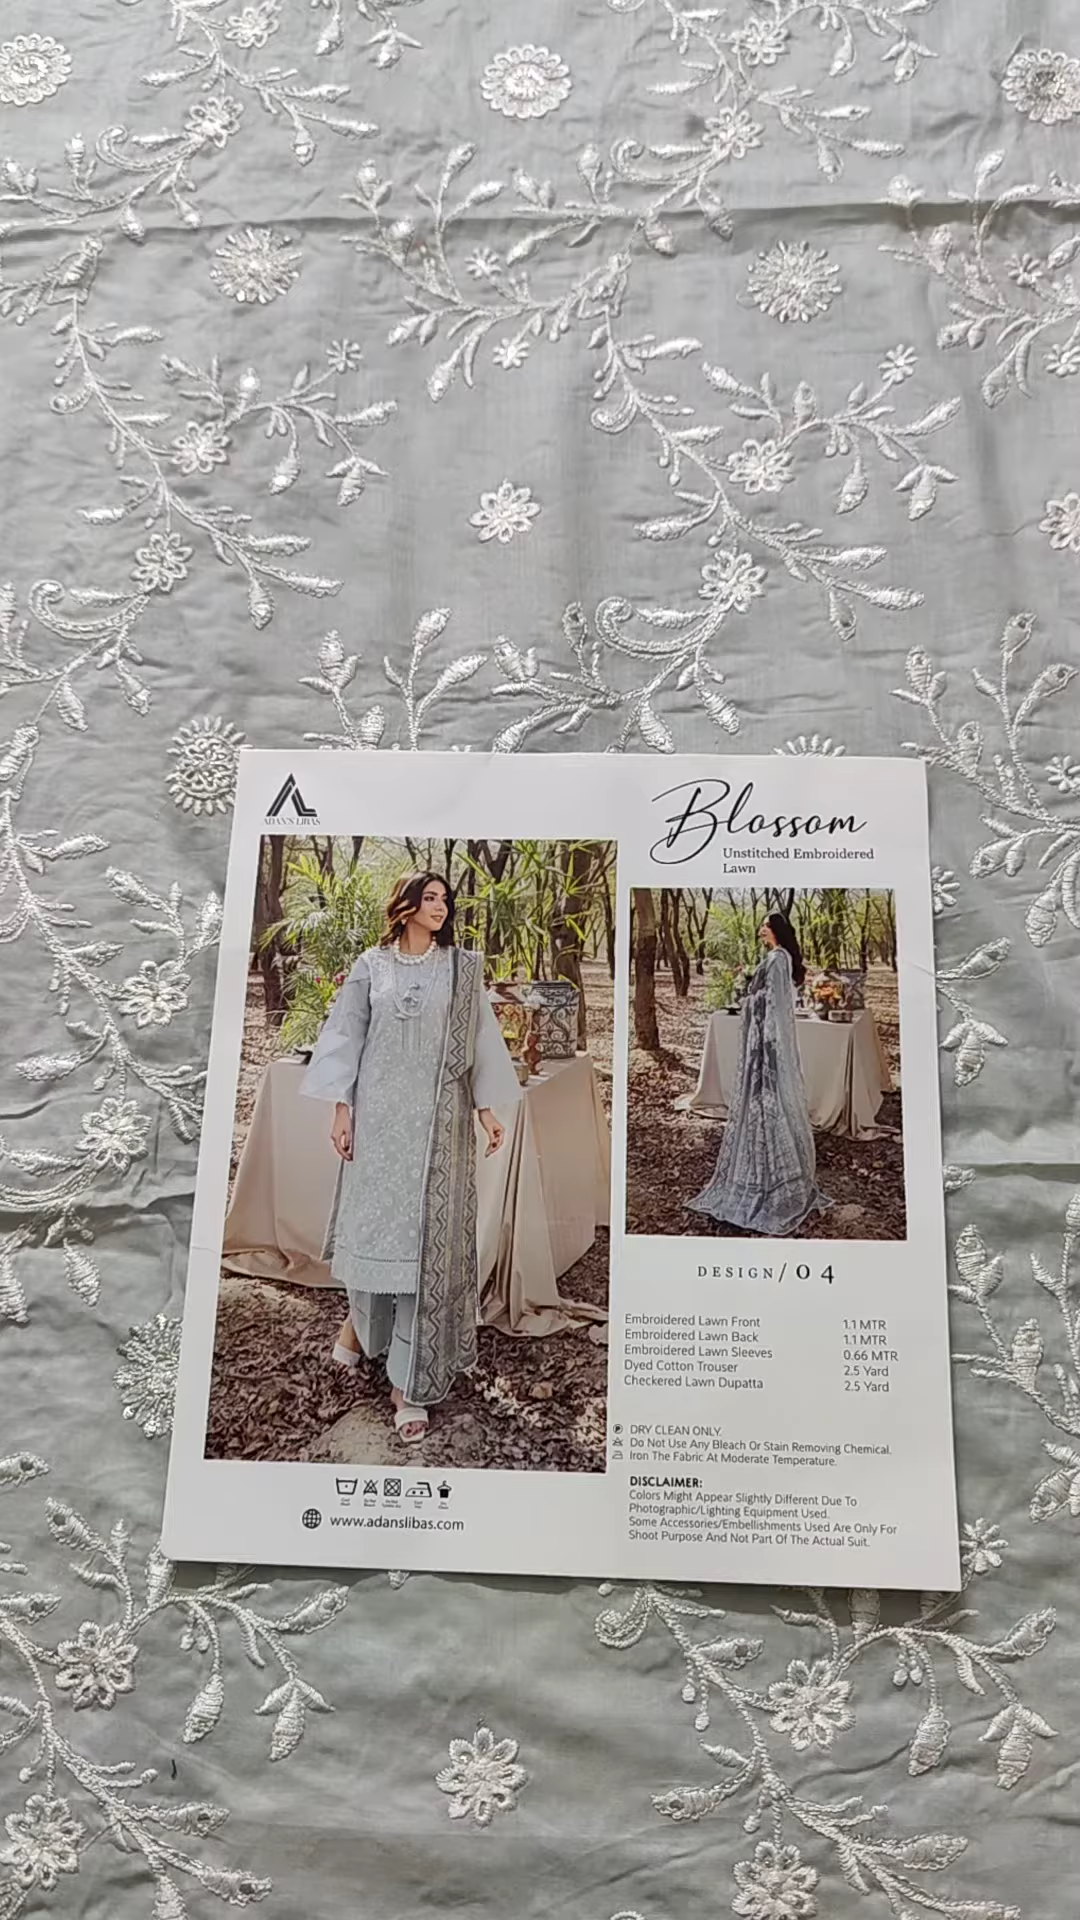 ADAN'S LIBAS
Blossom
Unstitched Embroidered
Lawn
DESIGN/04
Embroidered Lawn Front 1.1 MTR
Embroidered Lawn Back 1.1 MTR
Embroidered Lawn Sleeves 0.66 MTR
Dyed Cotton Trouser 2.5 Yard
Checkered Lawn Dupatta 2.5 Yard
DRY CLEAN ONLY.
Do Not Use Any Bleach Or Stain Removing Chemical.
Iron The Fabric At Moderate Temperature.
DISCLAIMER:
Colors Might Appear Slightly Different Due To
Photographic/Lighting Equipment Used.
Some Accessories/Embellishments Used Are Only For
Shoot Purpose And Not Part Of The Actual Suit.
www.adanslibas.com